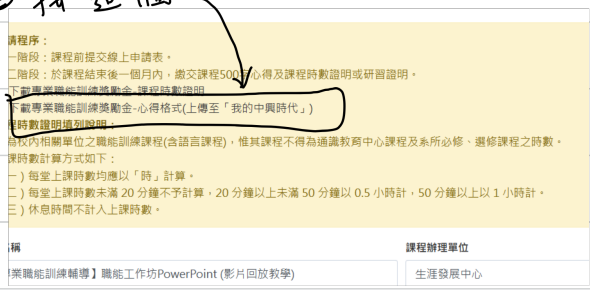 請程序：
一階段：課程前提交線上申請表。
二階段：於課程結束後一個月內，繳交課程500字心得及課程時數證明或研習證明。
下載專業職能訓練獎勵金-課程時數證明
下載專業職能訓練獎勵金-心得格式(上傳至「我的中興時代」)
程時數證明填列說明：
為校內相關單位之職能訓練課程(含語言課程)，惟其課程不得為通識教育中心課程及系所必修、選修課程之時數。
課時數計算方式如下：
一）每堂上課時數均應以「時」計算。
二）每堂上課時數未滿 20 分鐘不予計算，20 分鐘以上未滿 50 分鐘以 0.5 小時計，50 分鐘以上以 1 小時計。
三）休息時間不計入上課時數。
名稱 課程辦理單位
專業職能訓練輔導】職能工作坊PowerPoint (影片回放教學) 生涯發展中心